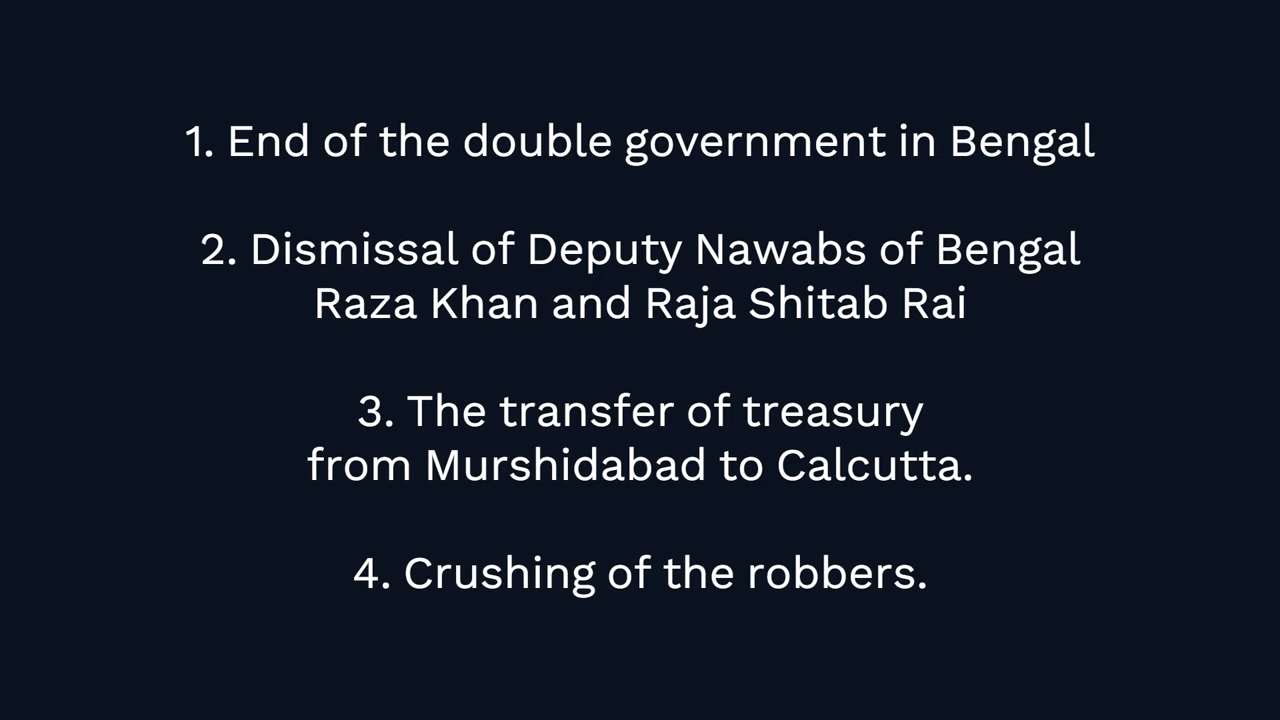 1. End of the double government in Bengal
2. Dismissal of Deputy Nawabs of Bengal
Raza Khan and Raja Shitab Rai
3. The transfer of treasury
from Murshidabad to Calcutta.
4. Crushing of the robbers.